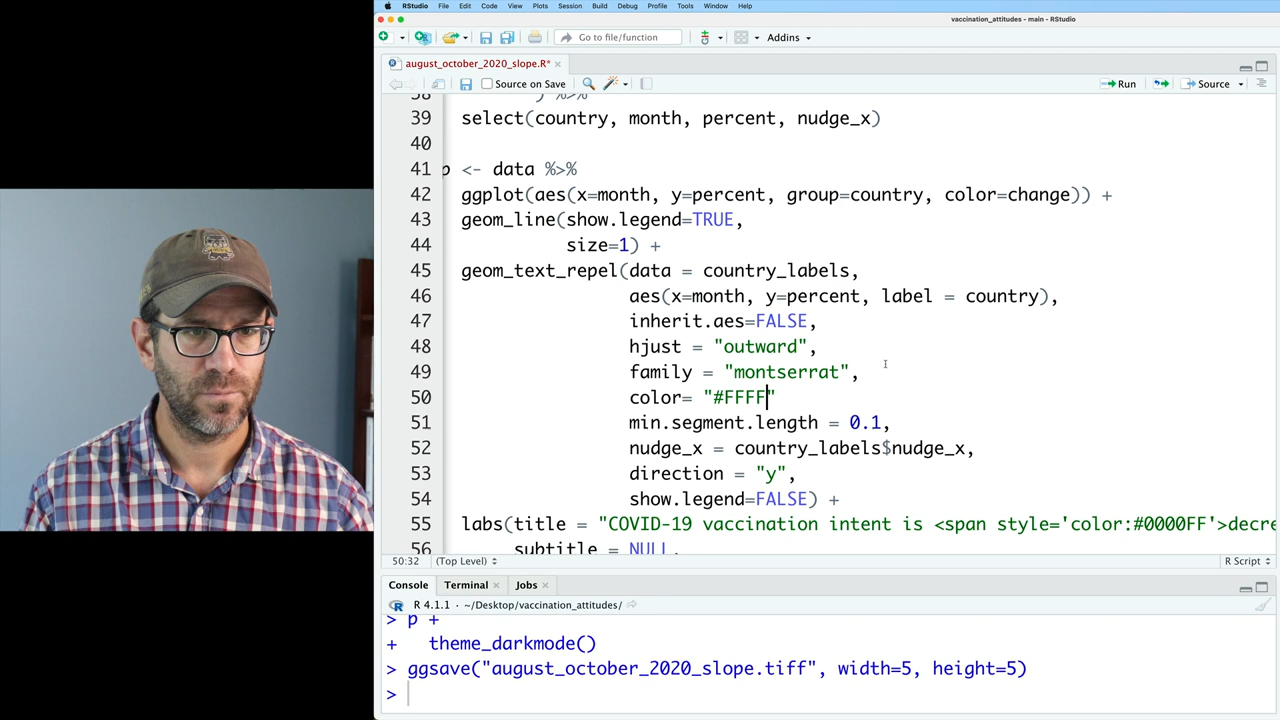 RStudio File Edit Code View Plots Session Build Debug Profile Tools Window Help
vaccination_attitudes - main - RStudio
Go to file/function Addins
august_october_2020_slope.R*
Source on Save Run Source
38 ) %>%
39 select(country, month, percent, nudge_x)
40
41 p <- data %>%
42 ggplot(aes(x=month, y=percent, group=country, color=change)) +
43 geom_line(show.legend=TRUE,
44 size=1) +
45 geom_text_repel(data = country_labels,
46 aes(x=month, y=percent, label = country),
47 inherit.aes=FALSE,
48 hjust = "outward",
49 family = "montserrat",
50 color= "#FFFF"
51 min.segment.length = 0.1,
52 nudge_x = country_labels$nudge_x,
53 direction = "y",
54 show.legend=FALSE) +
55 labs(title = "COVID-19 vaccination intent is <span style='color:#0000FF'>decre
56 subtitle = NULL,
50:32 (Top Level) R Script
Console Terminal Jobs
R 4.1.1 · ~/Desktop/vaccination_attitudes/
> p +
+ theme_darkmode()
> ggsave("august_october_2020_slope.tiff", width=5, height=5)
>